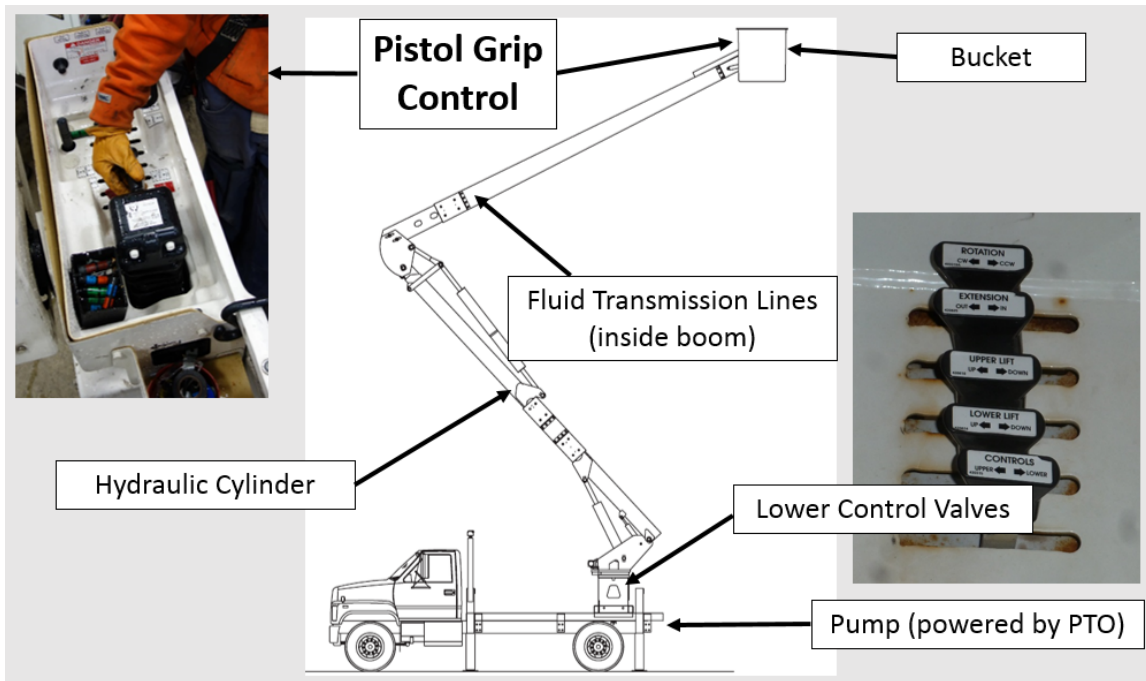 DANGER
Pistol Grip
Control
Bucket
Fluid Transmission Lines
(inside boom)
Hydraulic Cylinder
Lower Control Valves
Pump (powered by PTO)
ROTATION
CW CCW
EXTENSION
OUT IN
UPPER LIFT
UP DOWN
LOWER LIFT
UP DOWN
CONTROLS
UPPER LOWER